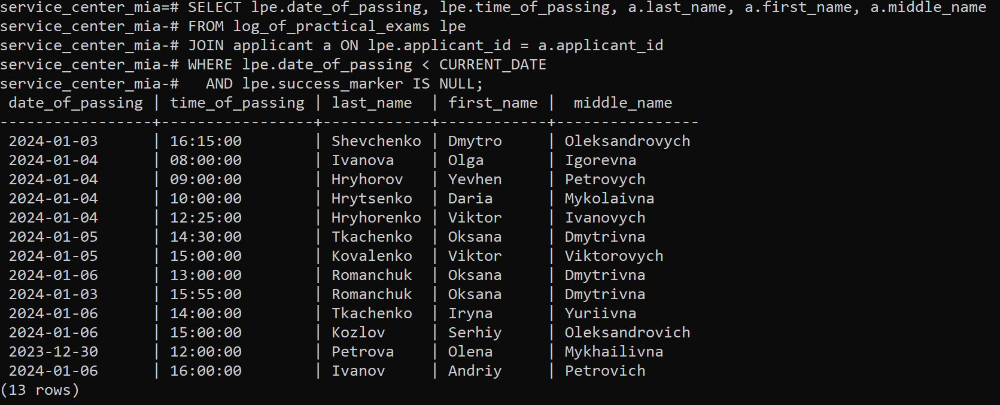 service_center_mia=# SELECT lpe.date_of_passing, lpe.time_of_passing, a.last_name, a.first_name, a.middle_name
service_center_mia-# FROM log_of_practical_exams lpe
service_center_mia-# JOIN applicant a ON lpe.applicant_id = a.applicant_id
service_center_mia-# WHERE lpe.date_of_passing < CURRENT_DATE
service_center_mia-#   AND lpe.success_marker IS NULL;
 date_of_passing | time_of_passing | last_name  | first_name |  middle_name
-----------------+-----------------+------------+------------+----------------
 2024-01-03      | 16:15:00        | Shevchenko | Dmytro     | Oleksandrovych
 2024-01-04      | 08:00:00        | Ivanova    | Olga       | Igorevna
 2024-01-04      | 09:00:00        | Hryhorov   | Yevhen     | Petrovych
 2024-01-04      | 10:00:00        | Hrytsenko  | Daria      | Mykolaivna
 2024-01-04      | 12:25:00        | Hryhorenko | Viktor     | Ivanovych
 2024-01-05      | 14:30:00        | Tkachenko  | Oksana     | Dmytrivna
 2024-01-05      | 15:00:00        | Kovalenko  | Viktor     | Viktorovych
 2024-01-06      | 13:00:00        | Romanchuk  | Oksana     | Dmytrivna
 2024-01-03      | 15:55:00        | Romanchuk  | Oksana     | Dmytrivna
 2024-01-06      | 14:00:00        | Tkachenko  | Iryna      | Yuriivna
 2024-01-06      | 15:00:00        | Kozlov     | Serhiy     | Oleksandrovich
 2023-12-30      | 12:00:00        | Petrova    | Olena      | Mykhailivna
 2024-01-06      | 16:00:00        | Ivanov     | Andriy     | Petrovich
(13 rows)